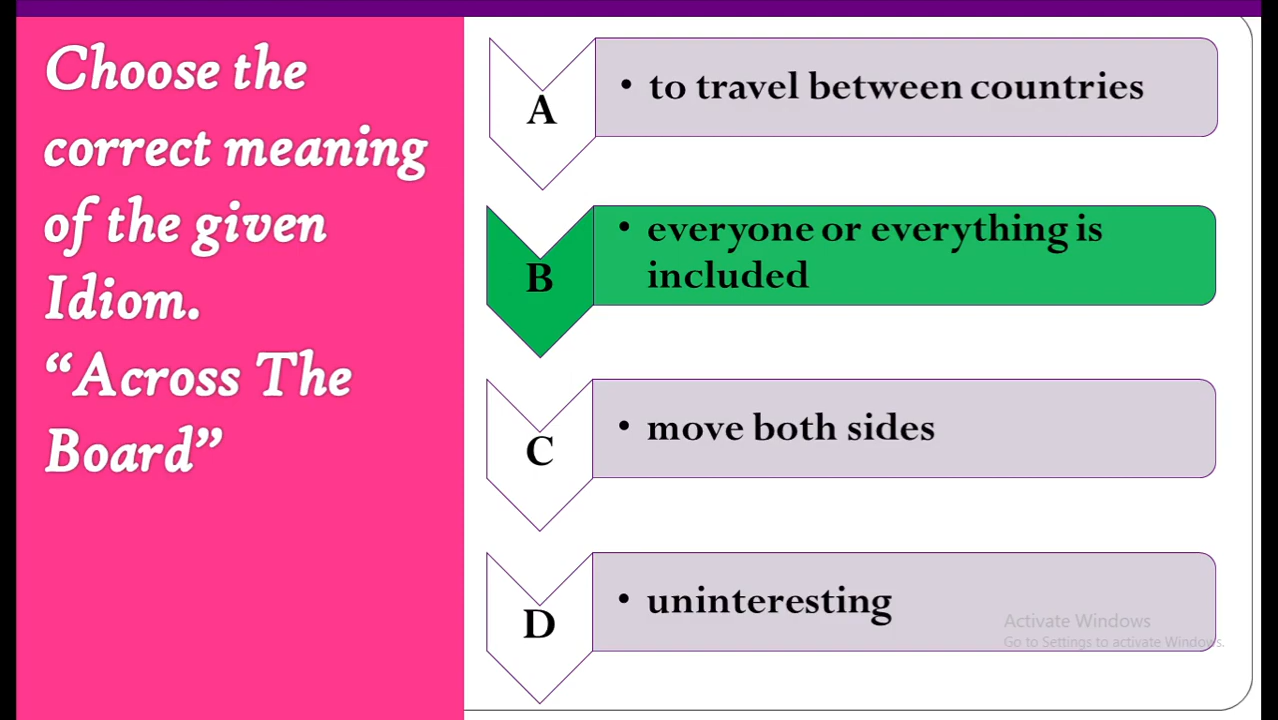 Choose the
correct meaning
of the given
Idiom.
“Across The
Board”
A
• to travel between countries
B
• everyone or everything is
included
C
• move both sides
D
• uninteresting
Activate Windows
Go to Settings to activate Windows.